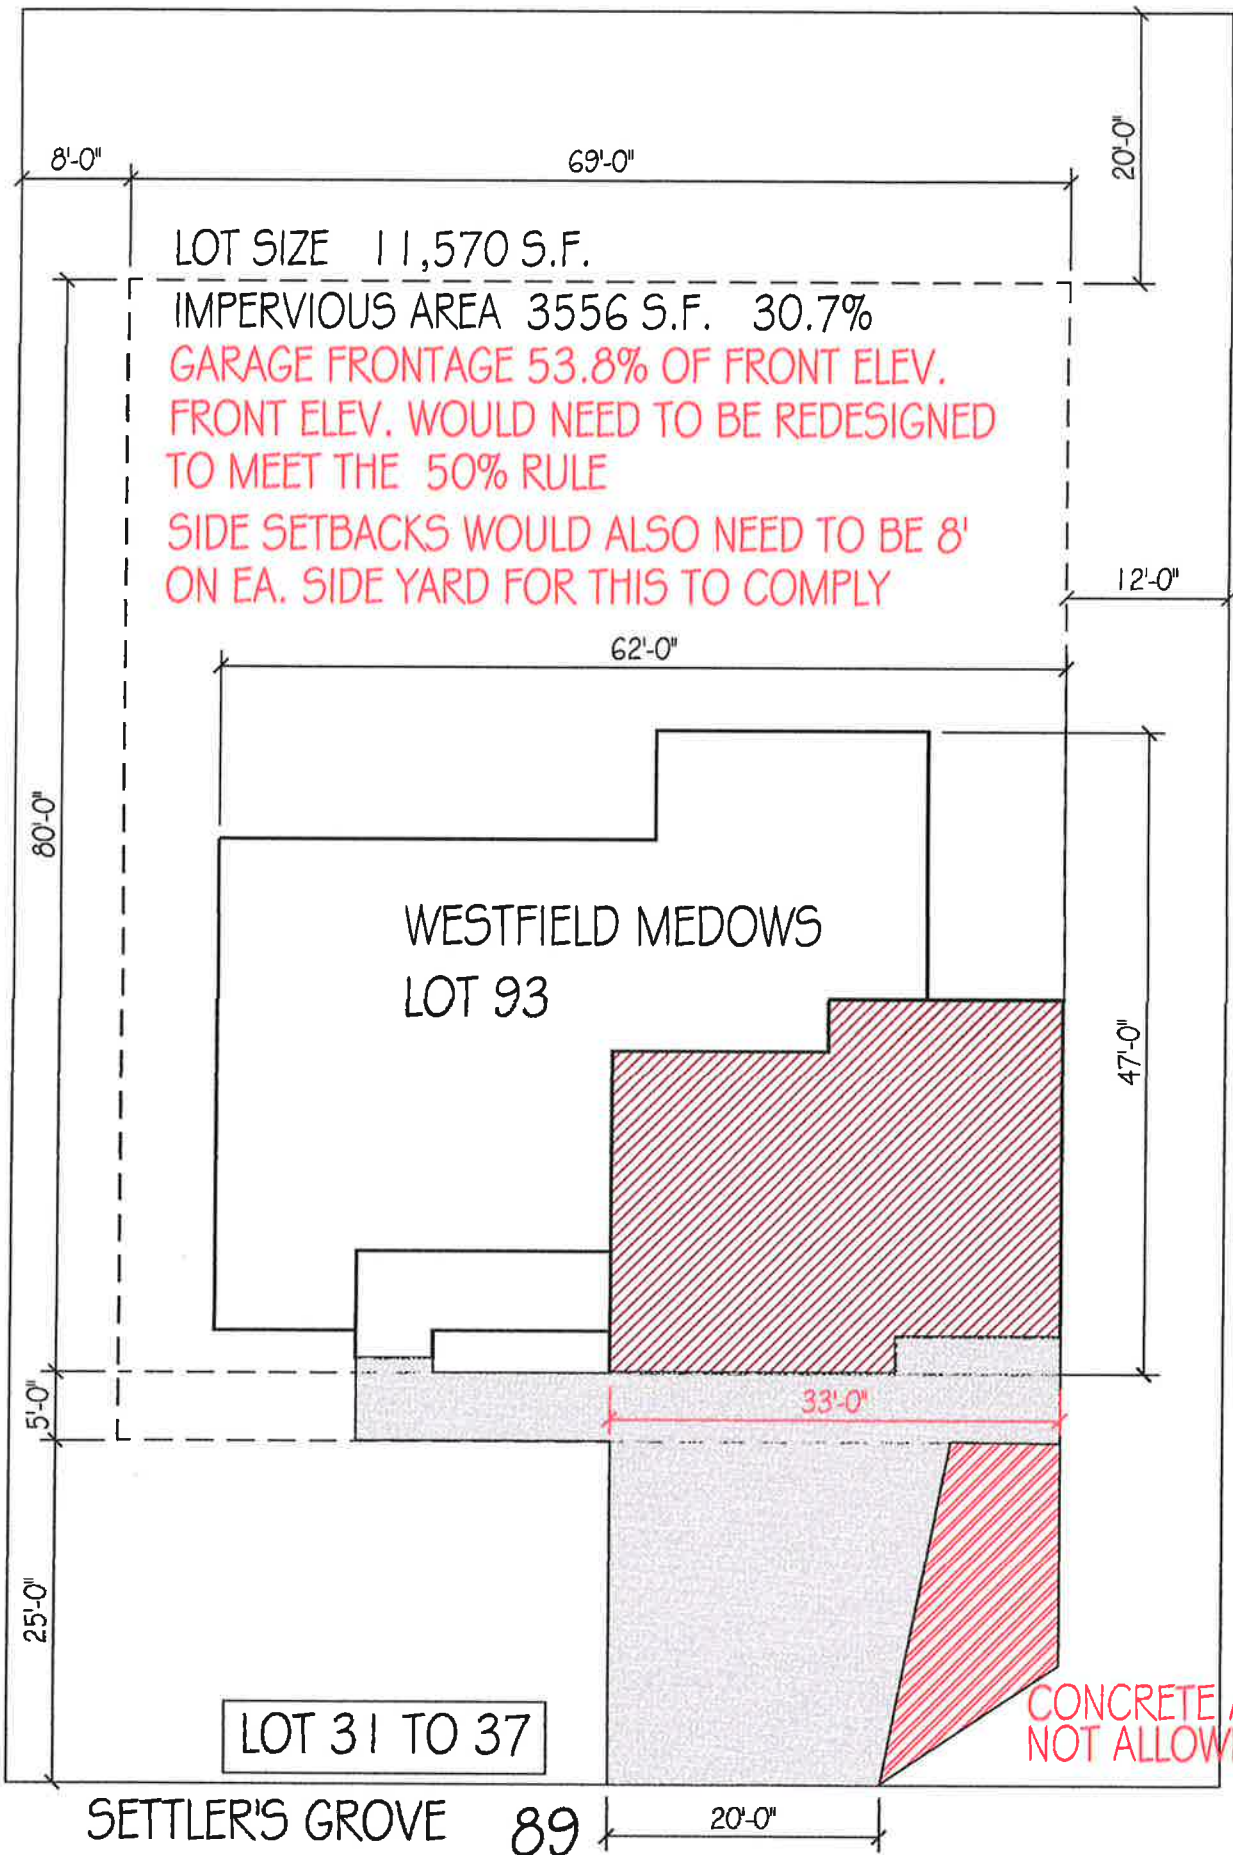 20'-0"
8'-0"
69'-0"
LOT SIZE 11,570 S.F.
IMPERVIOUS AREA 3556 S.F. 30.7%
GARAGE FRONTAGE 53.8% OF FRONT ELEV.
FRONT ELEV. WOULD NEED TO BE REDESIGNED
TO MEET THE 50% RULE
SIDE SETBACKS WOULD ALSO NEED TO BE 8'
ON EA. SIDE YARD FOR THIS TO COMPLY
12'-0"
62'-0"
80'-0"
WESTFIELD MEDOWS
LOT 93
47'-0"
5'-0"
33'-0"
25'-0"
CONCRETE
NOT
LOT 31 TO 37
SETTLER'S GROVE 89
20'-0"